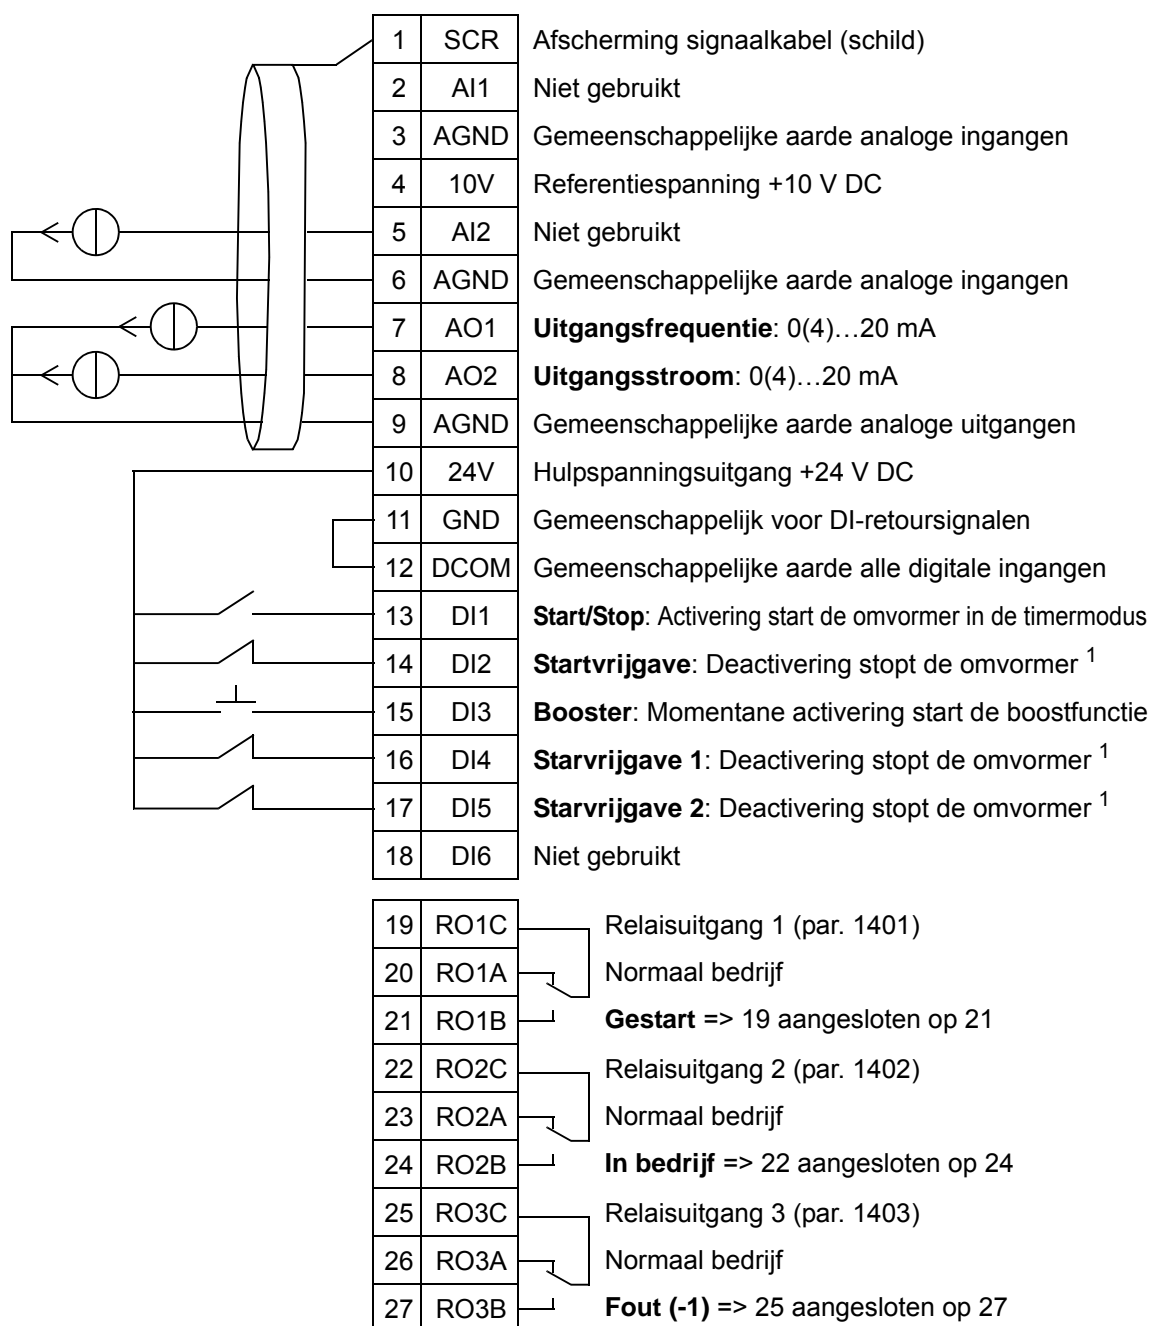 1 SCR Afscherming signaalkabel (schild)
2 AI1 Niet gebruikt
3 AGND Gemeenschappelijke aarde analoge ingangen
4 10V Referentiespanning +10 V DC
5 AI2 Niet gebruikt
6 AGND Gemeenschappelijke aarde analoge ingangen
7 AO1 Uitgangsfrequentie: 0(4)…20 mA
8 AO2 Uitgangsstroom: 0(4)…20 mA
9 AGND Gemeenschappelijke aarde analoge uitgangen
10 24V Hulpspanningsuitgang +24 V DC
11 GND Gemeenschappelijk voor DI-retoursignalen
12 DCOM Gemeenschappelijke aarde alle digitale ingangen
13 DI1 Start/Stop: Activering start de omvormer in de timermodus
14 DI2 Startvrijgave: Deactivering stopt de omvormer 1
15 DI3 Booster: Momentane activering start de boostfunctie
16 DI4 Starvrijgave 1: Deactivering stopt de omvormer 1
17 DI5 Starvrijgave 2: Deactivering stopt de omvormer 1
18 DI6 Niet gebruikt
19 RO1C Relaisuitgang 1 (par. 1401)
20 RO1A Normaal bedrijf
21 RO1B Gestart => 19 aangesloten op 21
22 RO2C Relaisuitgang 2 (par. 1402)
23 RO2A Normaal bedrijf
24 RO2B In bedrijf => 22 aangesloten op 24
25 RO3C Relaisuitgang 3 (par. 1403)
26 RO3A Normaal bedrijf
27 RO3B Fout (-1) => 25 aangesloten op 27